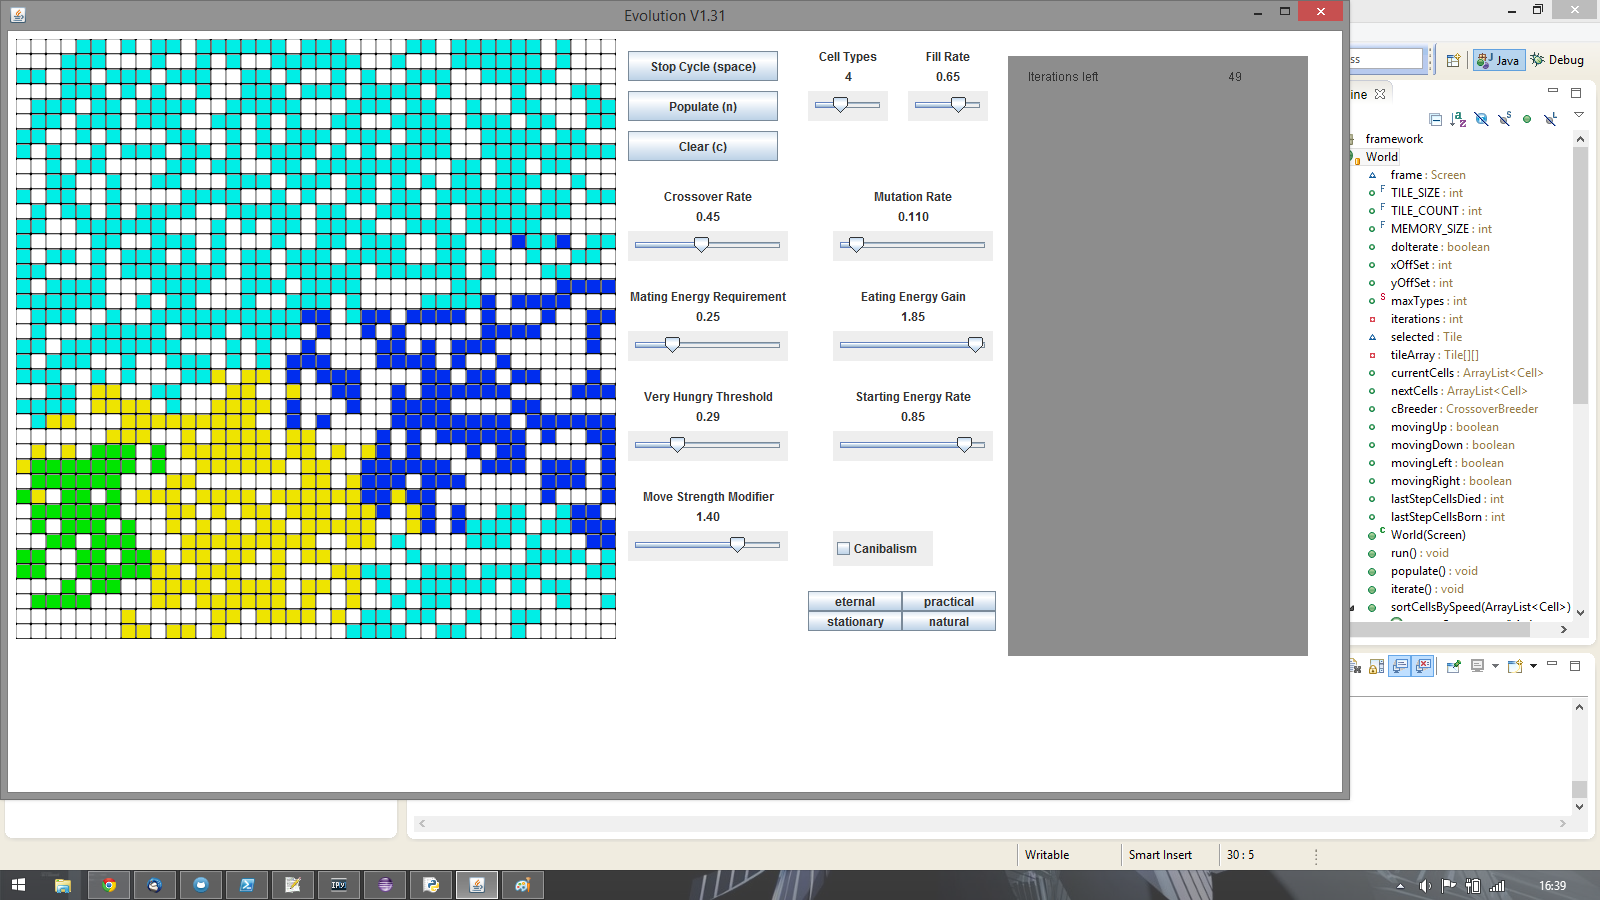 Evolution V1.31
Stop Cycle (space)
Populate (n)
Clear (c)
Cell Types
4
Fill Rate
0.65
Crossover Rate
0.45
Mutation Rate
0.110
Mating Energy Requirement
0.25
Eating Energy Gain
1.85
Very Hungry Threshold
0.29
Starting Energy Rate
0.85
Move Strength Modifier
1.40
Canibalism
eternal practical
stationary natural
Iterations left 49
ss
Java Debug
ine
framework
World
frame : Screen
TILE_SIZE : int
TILE_COUNT : int
MEMORY_SIZE : int
doIterate : boolean
xOffSet : int
yOffSet : int
maxTypes : int
iterations : int
selected : Tile
tileArray : Tile[][]
currentCells : ArrayList<Cell>
nextCells : ArrayList<Cell>
cBreeder : CrossoverBreeder
movingUp : boolean
movingDown : boolean
movingLeft : boolean
movingRight : boolean
lastStepCellsDied : int
lastStepCellsBorn : int
World(Screen)
run() : void
populate() : void
iterate() : void
sortCellsBySpeed(ArrayList<Cell>)
Writable Smart Insert 30 : 5
IP[y]
16:39